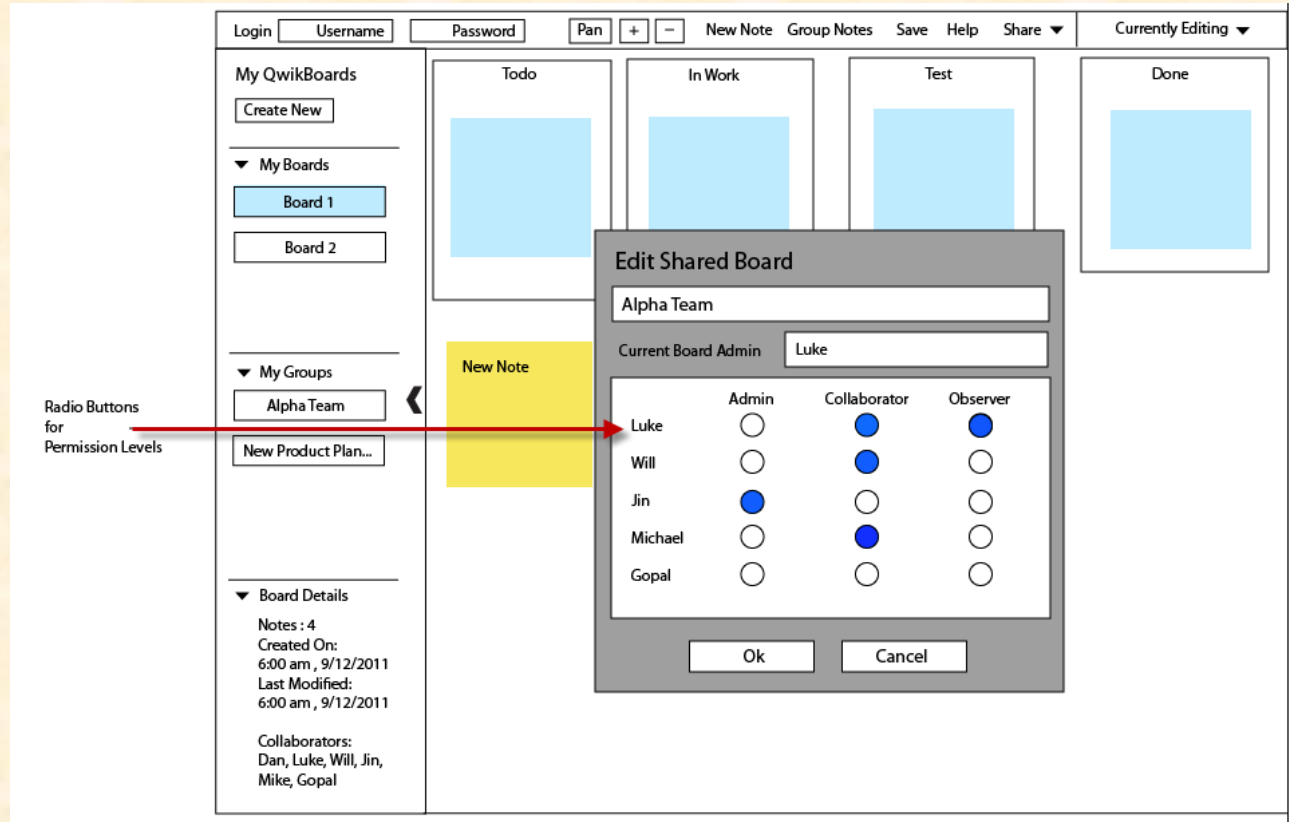 Login Username Password Pan + − New Note Group Notes Save Help Share Currently Editing
My QwikBoards
Create New
My Boards
Board 1
Board 2
My Groups
Alpha Team
New Product Plan...
Board Details
Notes : 4
Created On:
6:00 am , 9/12/2011
Last Modified:
6:00 am , 9/12/2011
Collaborators:
Dan, Luke, Will, Jin,
Mike, Gopal
Radio Buttons
for
Permission Levels
Todo
In Work
Test
Done
New Note
Edit Shared Board
Alpha Team
Current Board Admin Luke
Admin Collaborator Observer
Luke
Will
Jin
Michael
Gopal
Ok Cancel